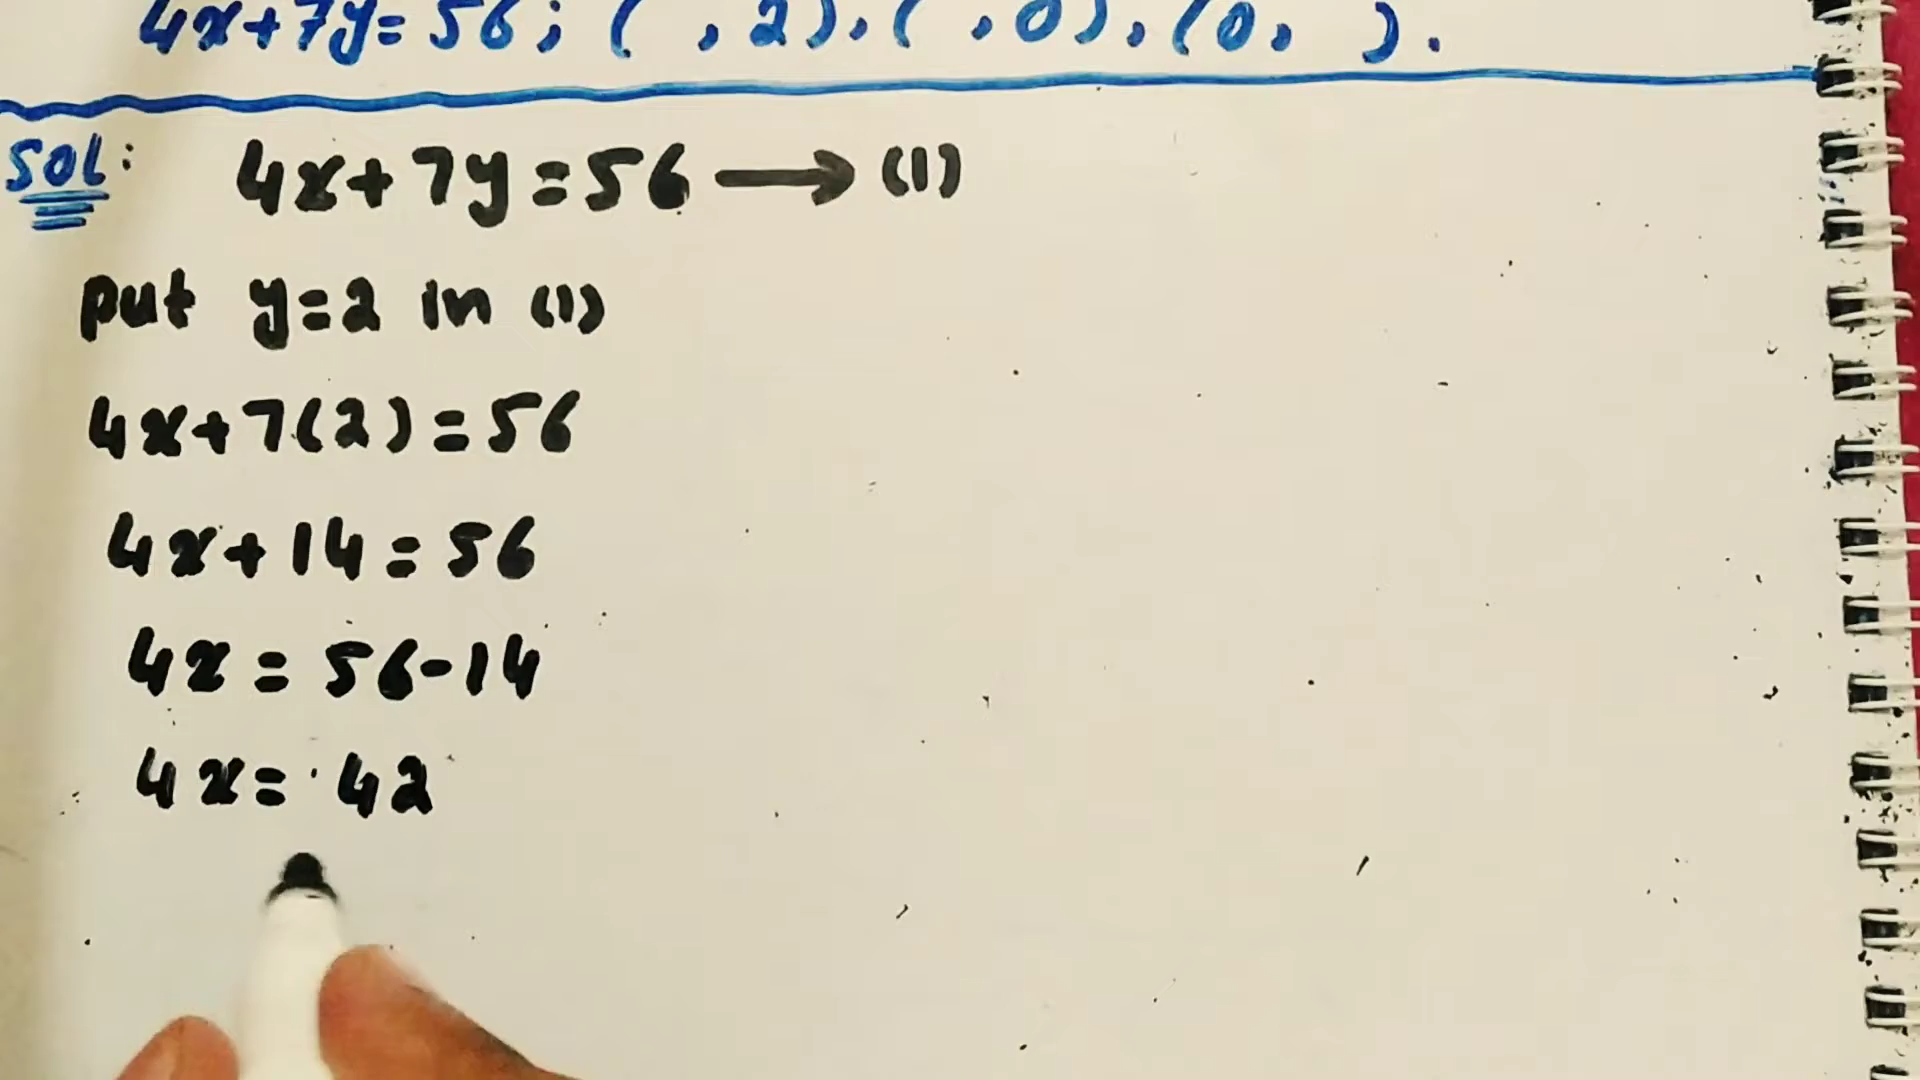 4x+7y=56; ( , 2), ( , 0), (0, ).
SOL: 4x+7y=56 → (1)
put y=2 in (1)
4x+7(2)=56
4x+14=56
4x=56-14
4x=42